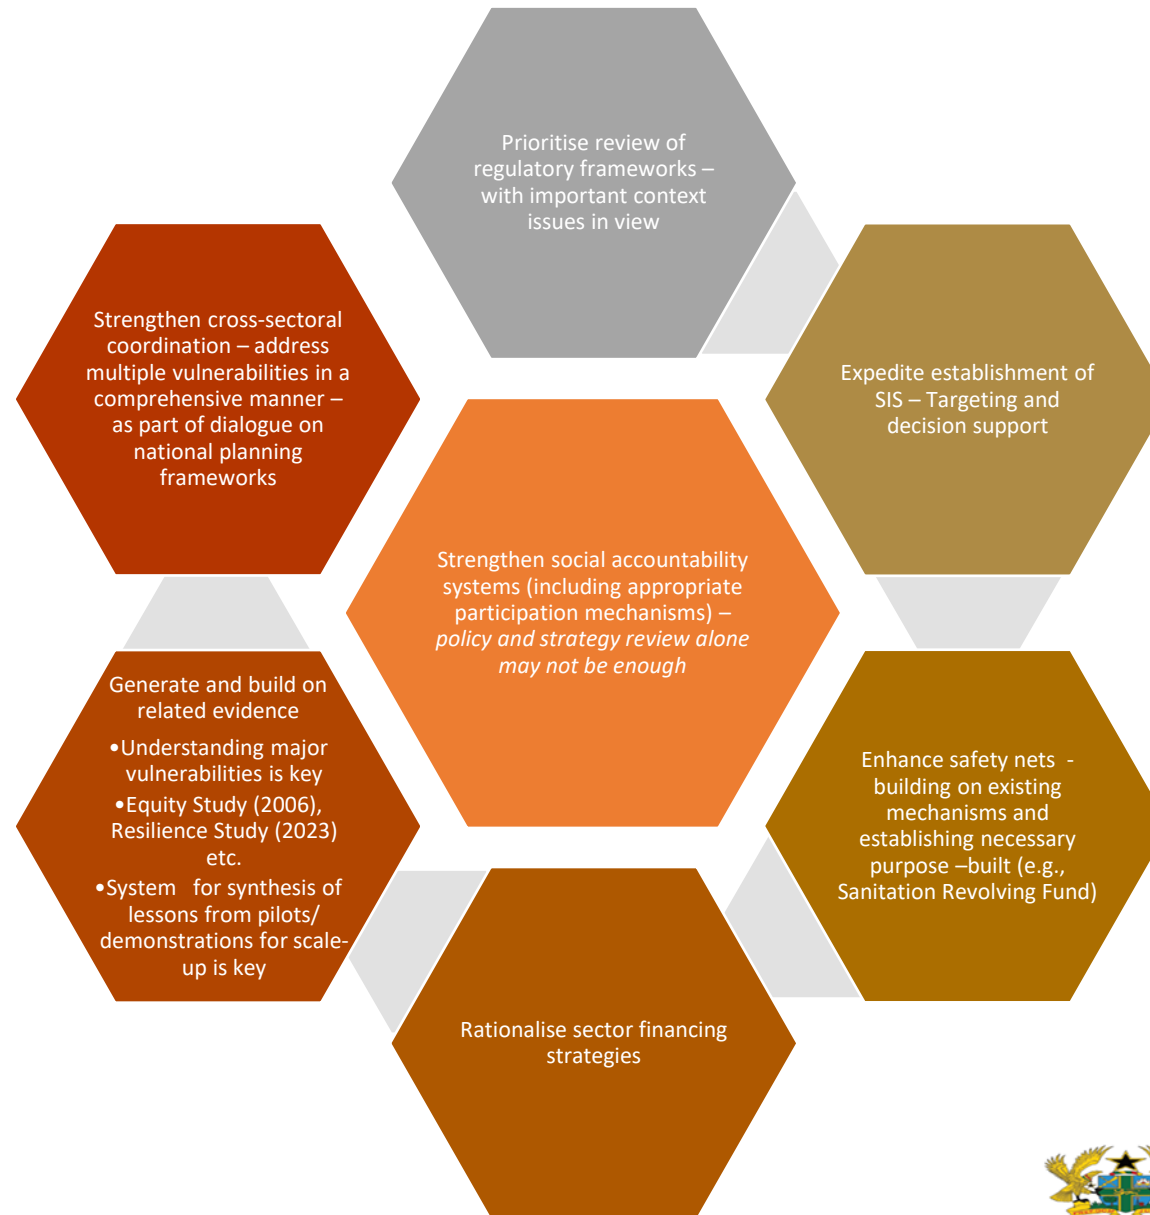 Prioritise review of
regulatory frameworks –
with important context
issues in view
Expedite establishment of
SIS – Targeting and
decision support
Enhance safety nets  -
building on existing
mechanisms and
establishing necessary
purpose –built (e.g.,
Sanitation Revolving Fund)
Rationalise sector financing
strategies
Generate and build on
related evidence
•Understanding major
vulnerabilities is key
•Equity Study (2006),
Resilience Study (2023)
etc.
•System   for synthesis of
lessons from pilots/
demonstrations for scale-
up is key
Strengthen cross-sectoral
coordination – address
multiple vulnerabilities in a
comprehensive manner –
as part of dialogue on
national planning
frameworks
Strengthen social accountability
systems (including appropriate
participation mechanisms) –
policy and strategy review alone
may not be enough